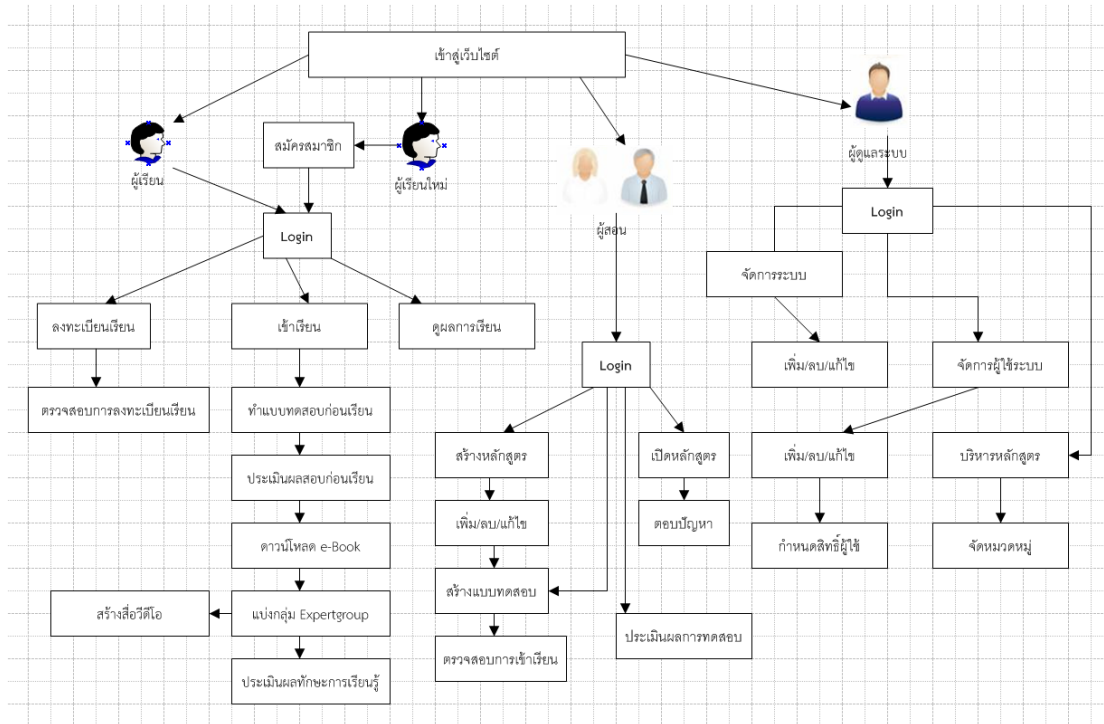 เข้าสู่เว็บไซต์
สมัครสมาชิก
ผู้เรียน
ผู้เรียนใหม่
ผู้ดูแลระบบ
ผู้สอน
Login
Login
จัดการระบบ
ลงทะเบียนเรียน
เข้าเรียน
ดูผลการเรียน
Login
เพิ่ม/ลบ/แก้ไข
จัดการผู้ใช้ระบบ
ตรวจสอบการลงทะเบียนเรียน
ทำแบบทดสอบก่อนเรียน
สร้างหลักสูตร
เปิดหลักสูตร
เพิ่ม/ลบ/แก้ไข
บริหารหลักสูตร
ประเมินผลสอบก่อนเรียน
เพิ่ม/ลบ/แก้ไข
ตอบปัญหา
ดาวน์โหลด e-Book
กำหนดสิทธิ์ผู้ใช้
จัดหมวดหมู่
สร้างแบบทดสอบ
สร้างสื่อวีดีโอ
แบ่งกลุ่ม Expertgroup
ประเมินผลการทดสอบ
ตรวจสอบการเข้าเรียน
ประเมินผลทักษะการเรียนรู้